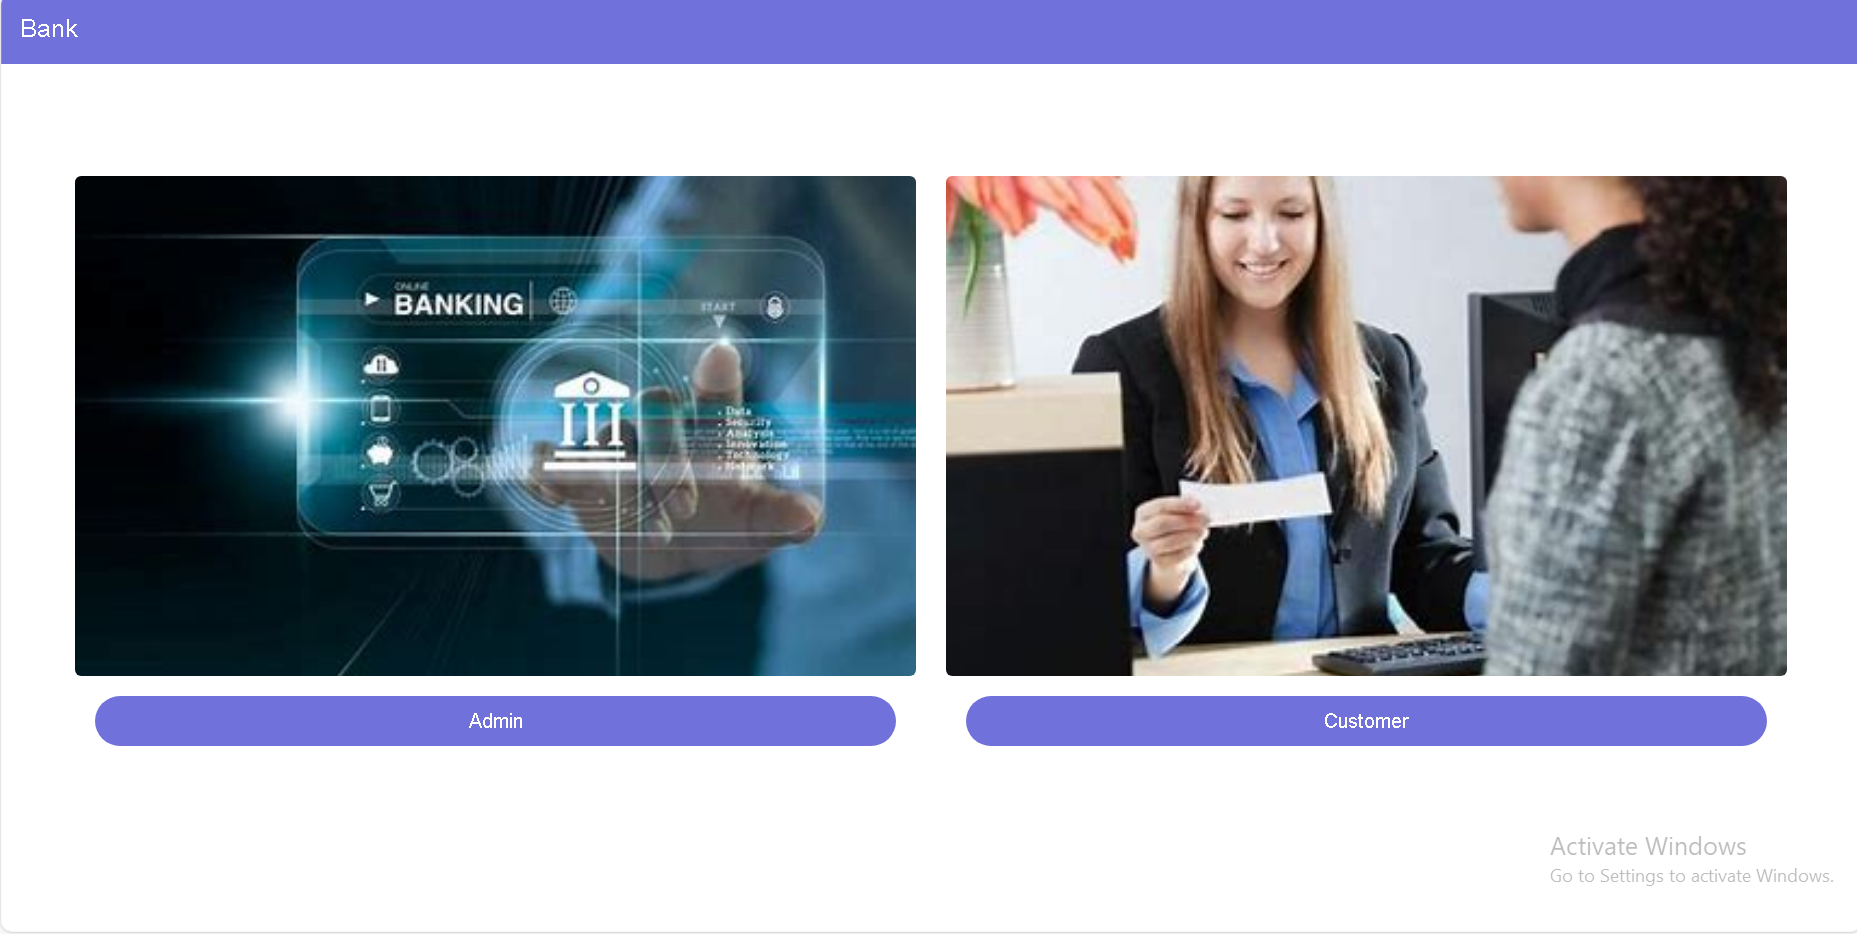 Bank
ONLINE
BANKING
START
Data
Security
Analysis
Innovation
Technology
Network
Admin
Customer
Activate Windows
Go to Settings to activate Windows.